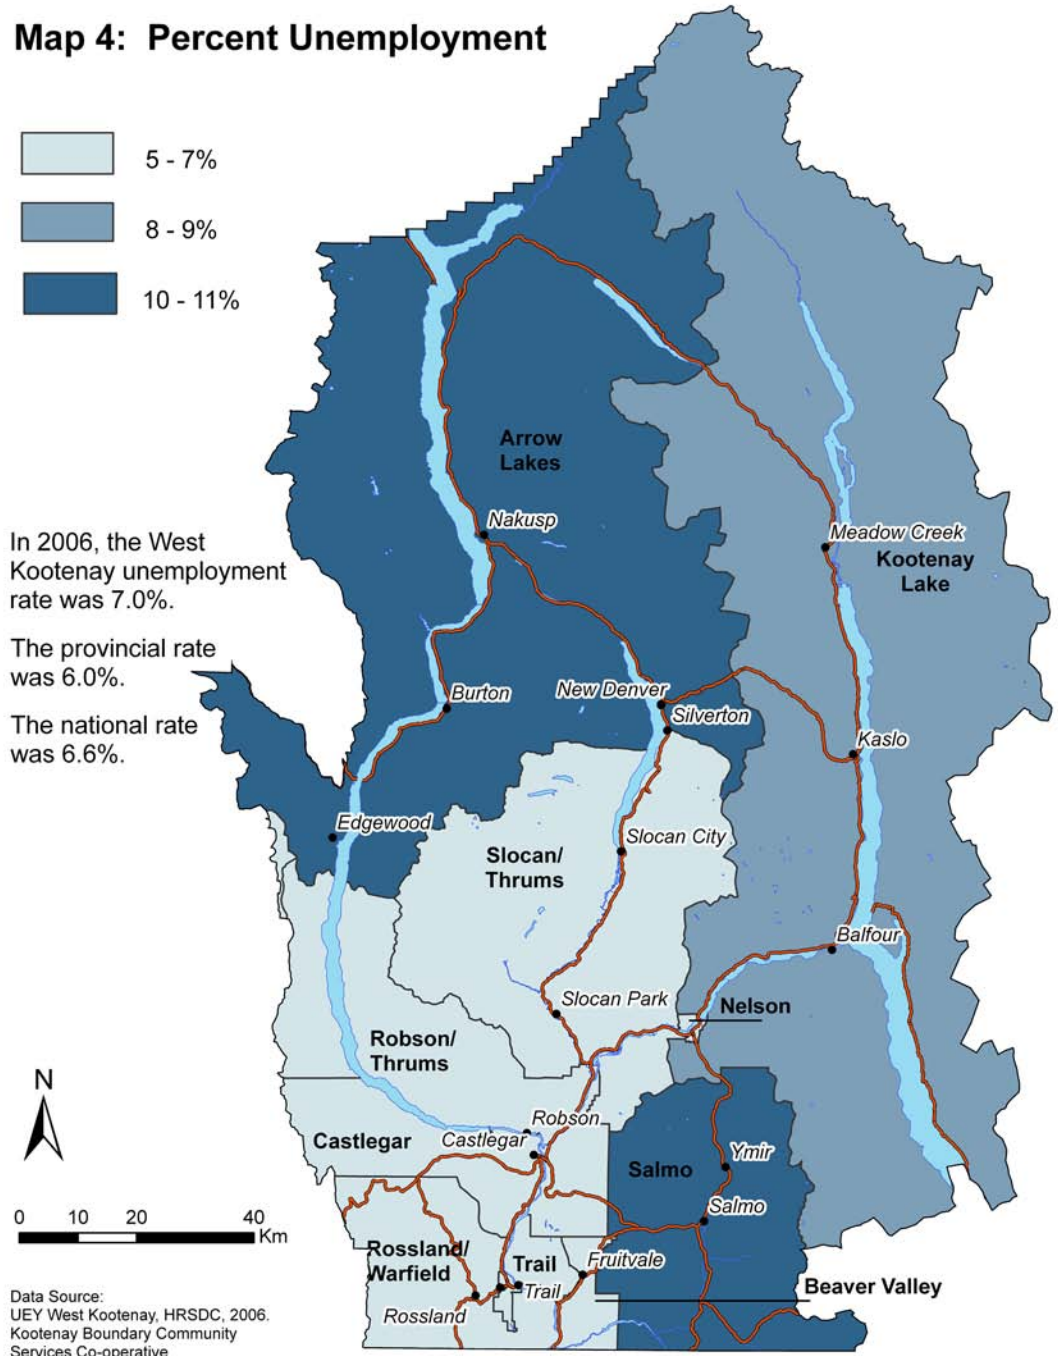 Map 4:  Percent Unemployment
5 - 7%
8 - 9%
10 - 11%
Arrow
Lakes
Nakusp
Meadow Creek
Kootenay
Lake
In 2006, the West
Kootenay unemployment
rate was 7.0%.
The provincial rate
was 6.0%.
The national rate
was 6.6%.
Burton
New Denver
Silverton
Kaslo
Edgewood
Slocan City
Slocan/
Thrums
Balfour
Slocan Park
Nelson
Robson/
Thrums
N
Robson
Castlegar
Castlegar
Ymir
Salmo
Salmo
0 10 20 40
Km
Rossland/
Warfield
Trail
Fruitvale
Trail
Beaver Valley
Rossland
Data Source:
UEY West Kootenay, HRSDC, 2006.
Kootenay Boundary Community
Services Co-operative